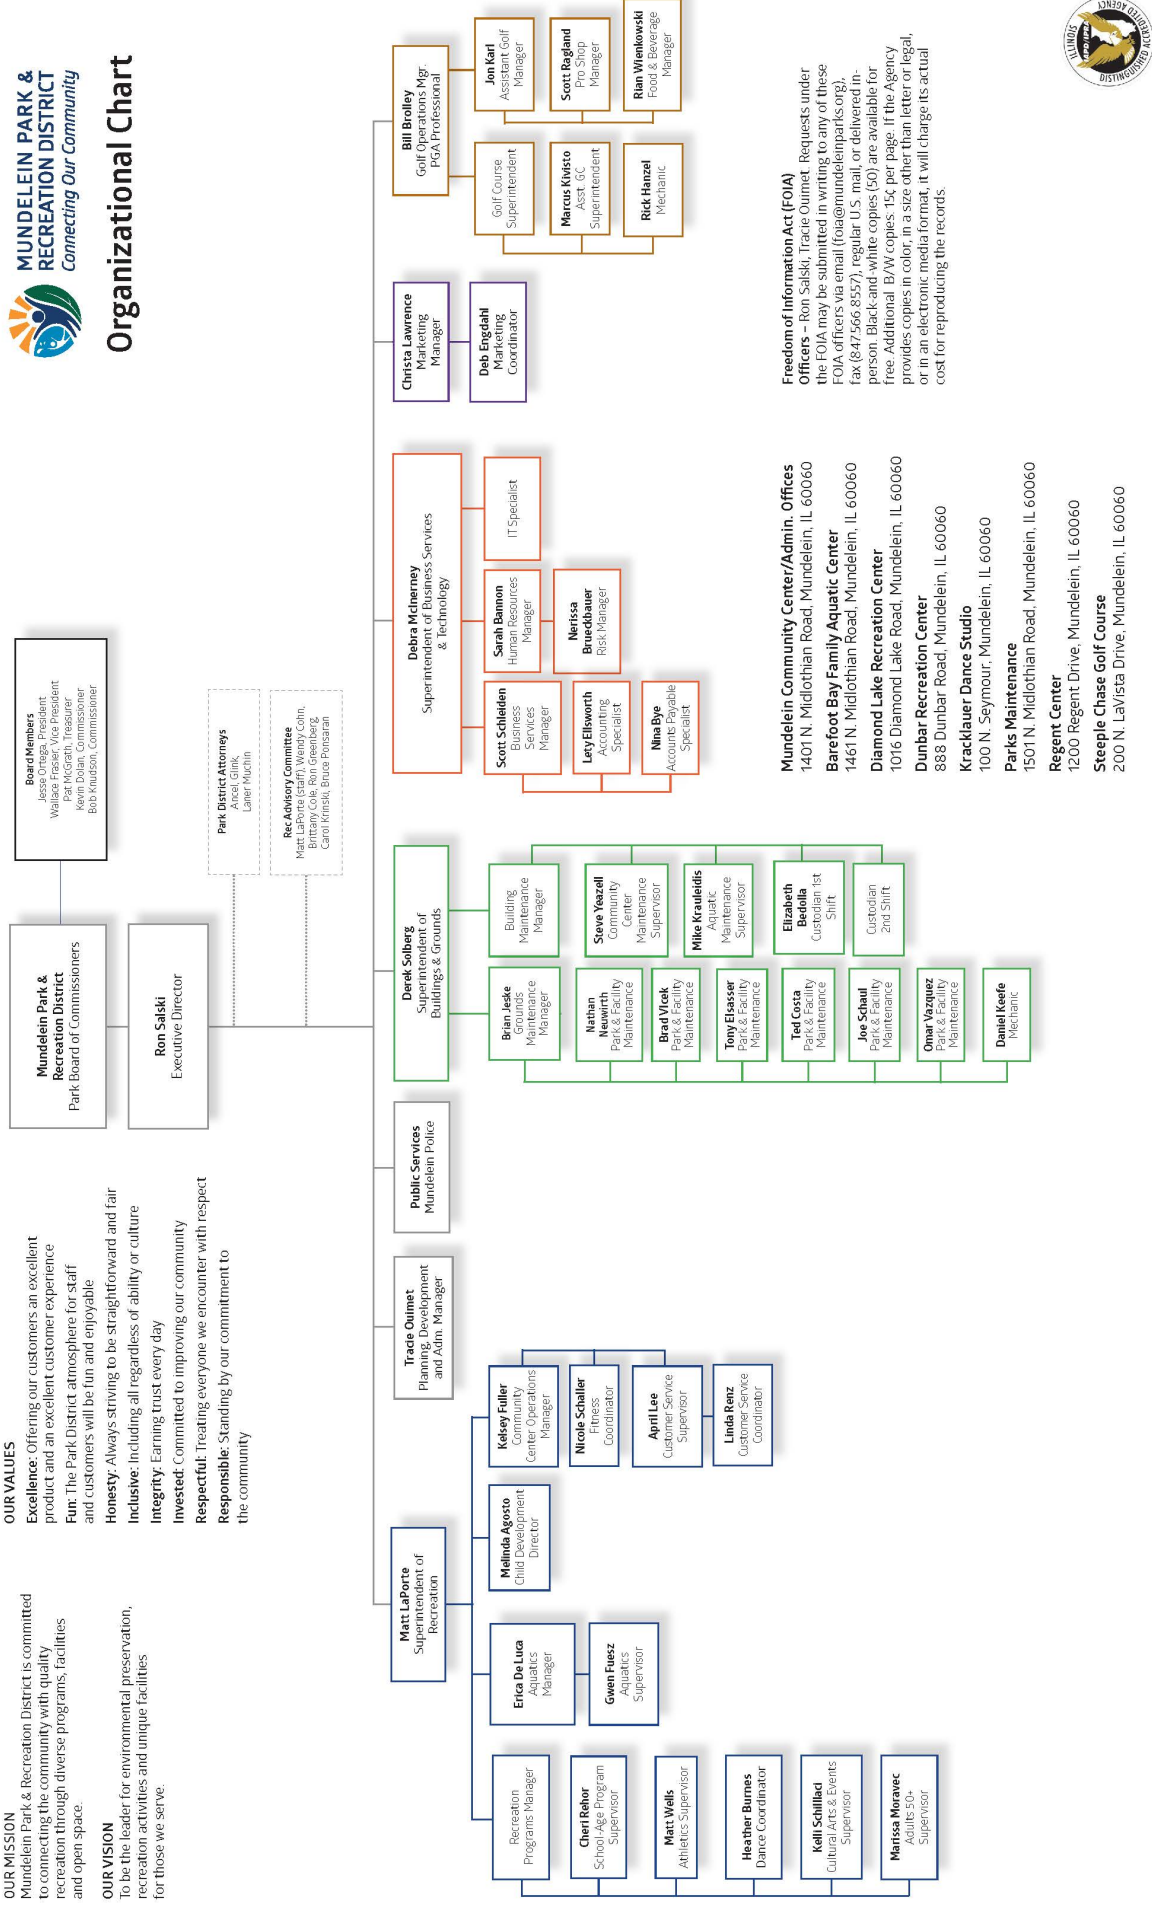 OUR MISSION
Mundelein Park & Recreation District is committed
to connecting the community with quality
recreation through diverse programs, facilities
and open space.
OUR VISION
To be the leader for environmental preservation,
recreation activities and unique facilities
for those we serve.
OUR VALUES
Excellence: Offering our customers an excellent
product and an excellent customer experience
Fun: The Park District atmosphere for staff
and customers will be fun and enjoyable
Honesty: Always striving to be straightforward and fair
Inclusive: Including all regardless of ability or culture
Integrity: Earning trust every day
Invested: Committed to improving our community
Respectful: Treating everyone we encounter with respect
Responsible: Standing by our commitment to
the community
Mundelein Park &
Recreation District
Park Board of Commissioners
Board Members
Jesse Ortega, President
Wallace Frasier, Vice President
Pat McGrath, Treasurer
Kevin Dolan, Commissioner
Bob Knudson, Commissioner
Ron Salski
Executive Director
Park District Attorneys
Ancel, Glink,
Laner Muchin
Rec Advisory Committee
Matt LaPorte (staff), Wendy Cohn,
Brittany Cole, Ron Greenberg,
Carol Krinski, Bruce Ponsaran
MUNDELEIN PARK &
RECREATION DISTRICT
Connecting Our Community
Organizational Chart
Matt LaPorte
Superintendent of
Recreation
Recreation
Programs Manager
Cheri Rehor
School-Age Program
Supervisor
Matt Wells
Athletics Supervisor
Heather Burnes
Dance Coordinator
Kelli Schilliaci
Cultural Arts & Events
Supervisor
Marissa Moravec
Adults 50+
Supervisor
Erica De Luca
Aquatics
Manager
Gwen Fuesz
Aquatics
Supervisor
Melinda Agosto
Child Development
Director
Kelsey Fuller
Community
Center Operations
Manager
Nicole Schaller
Fitness
Coordinator
April Lee
Customer Service
Supervisor
Linda Renz
Customer Service
Coordinator
Tracie Ouimet
Planning, Development
and Adm. Manager
Public Services
Mundelein Police
Derek Solberg
Superintendent of
Buildings & Grounds
Brian Jeske
Grounds
Maintenance
Manager
Nathan
Neuwirth
Park & Facility
Maintenance
Brad Vlcek
Park & Facility
Maintenance
Tony Elsasser
Park & Facility
Maintenance
Ted Costa
Park & Facility
Maintenance
Joe Schaul
Park & Facility
Maintenance
Omar Vazquez
Park & Facility
Maintenance
Daniel Keefe
Mechanic
Building
Maintenance
Manager
Steve Yeazell
Community
Center
Maintenance
Supervisor
Mike Krauleidis
Aquatic
Maintenance
Supervisor
Elizabeth
Bedolla
Custodian 1st
Shift
Custodian
2nd Shift
Debra McInerney
Superintendent of Business Services
& Technology
Scott Schleiden
Business
Services
Manager
Lety Ellsworth
Accounting
Specialist
Nina Bye
Accounts Payable
Specialist
Sarah Bannon
Human Resources
Manager
Nerissa
Brueckbauer
Risk Manager
IT Specialist
Christa Lawrence
Marketing
Manager
Deb Engdahl
Marketing
Coordinator
Bill Brolley
Golf Operations Mgr.
PGA Professional
Golf Course
Superintendent
Marcus Kivisto
Asst. GC
Superintendent
Rick Hanzel
Mechanic
Jon Karl
Assistant Golf
Manager
Scott Ragland
Pro Shop
Manager
Rian Wienkowski
Food & Beverage
Manager
Mundelein Community Center/Admin. Offices
1401 N. Midlothian Road, Mundelein, IL 60060
Barefoot Bay Family Aquatic Center
1461 N. Midlothian Road, Mundelein, IL 60060
Diamond Lake Recreation Center
1016 Diamond Lake Road, Mundelein, IL 60060
Dunbar Recreation Center
888 Dunbar Road, Mundelein, IL 60060
Kracklauer Dance Studio
100 N. Seymour, Mundelein, IL 60060
Parks Maintenance
1501 N. Midlothian Road, Mundelein, IL 60060
Regent Center
1200 Regent Drive, Mundelein, IL 60060
Steeple Chase Golf Course
200 N. LaVista Drive, Mundelein, IL 60060
Freedom of Information Act (FOIA)
Officers – Ron Salski, Tracie Ouimet. Requests under
the FOIA may be submitted in writing to any of these
FOIA officers via email (foia@mundeleinparks.org),
fax (847.566.8557), regular U.S. mail, or delivered in-
person. Black-and-white copies (50) are available for
free. Additional B/W copies: 15¢ per page. If the Agency
provides copies in color, in a size other than letter or legal,
or in an electronic media format, it will charge its actual
cost for reproducing the records.
ILLINOIS
IAPD/IPRA
DISTINGUISHED ACCREDITED AGENCY